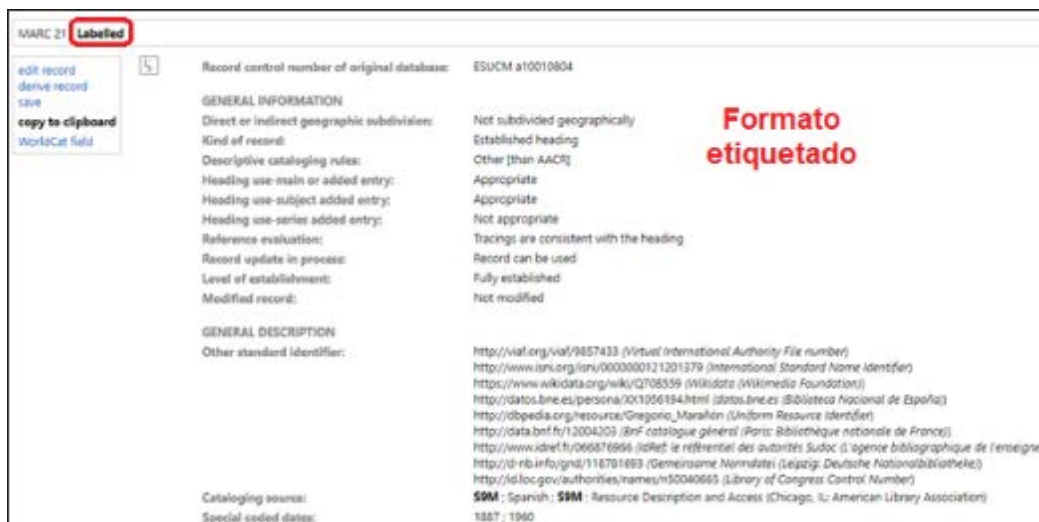 MARC 21 Labelled
edit record
derive record
save
copy to clipboard
WorldCat field
Record control number of original database: ESUCM a10010804
GENERAL INFORMATION
Direct or indirect geographic subdivision: Not subdivided geographically
Kind of record: Established heading
Descriptive cataloging rules: Other [than AACR]
Heading use-main or added entry: Appropriate
Heading use-subject added entry: Appropriate
Heading use-series added entry: Not appropriate
Reference evaluation: Tracings are consistent with the heading
Record update in process: Record can be used
Level of establishment: Fully established
Modified record: Not modified
Formato
etiquetado
GENERAL DESCRIPTION
Other standard identifier: http://viaf.org/viaf/9857433 (Virtual International Authority File number)
http://www.isni.org/isni/0000000121201379 (International Standard Name Identifier)
https://www.wikidata.org/wiki/Q708559 (Wikidata (Wikimedia Foundation))
http://datos.bne.es/persona/XX1056194.html (datos.bne.es (Biblioteca Nacional de España))
http://dbpedia.org/resource/Gregorio_Marañón (Uniform Resource Identifier)
http://data.bnf.fr/12004203 (BnF catalogue général (Paris: Bibliothèque nationale de France))
http://www.idref.fr/066876966 (IdRef: le référentiel des autorités Sudoc (L'agence bibliographique de l'enseigne
http://d-nb.info/gnd/118781693 (Gemeinsame Normdatei (Leipzig: Deutsche Nationalbibliotheke))
http://id.loc.gov/authorities/names/n50040665 (Library of Congress Control Number)
Cataloging source: S9M ; Spanish ; S9M ; Resource Description and Access (Chicago, IL: American Library Association)
Special coded dates: 1887 ; 1960